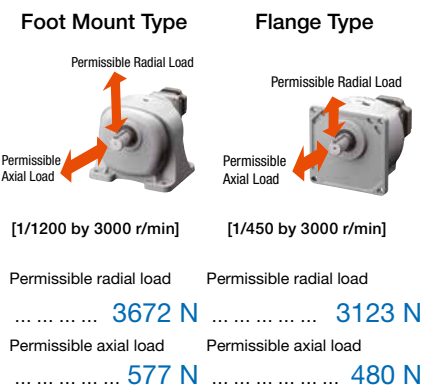 Foot Mount Type
Flange Type
Permissible Radial Load
Permissible Radial Load
Permissible
Axial Load
Permissible
Axial Load
[1/1200 by 3000 r/min]
[1/450 by 3000 r/min]
Permissible radial load
Permissible radial load
... ... ... ... 3672 N
... ... ... ... ... 3123 N
Permissible axial load
Permissible axial load
... ... ... ... ... 577 N
... ... ... ... ... ... 480 N